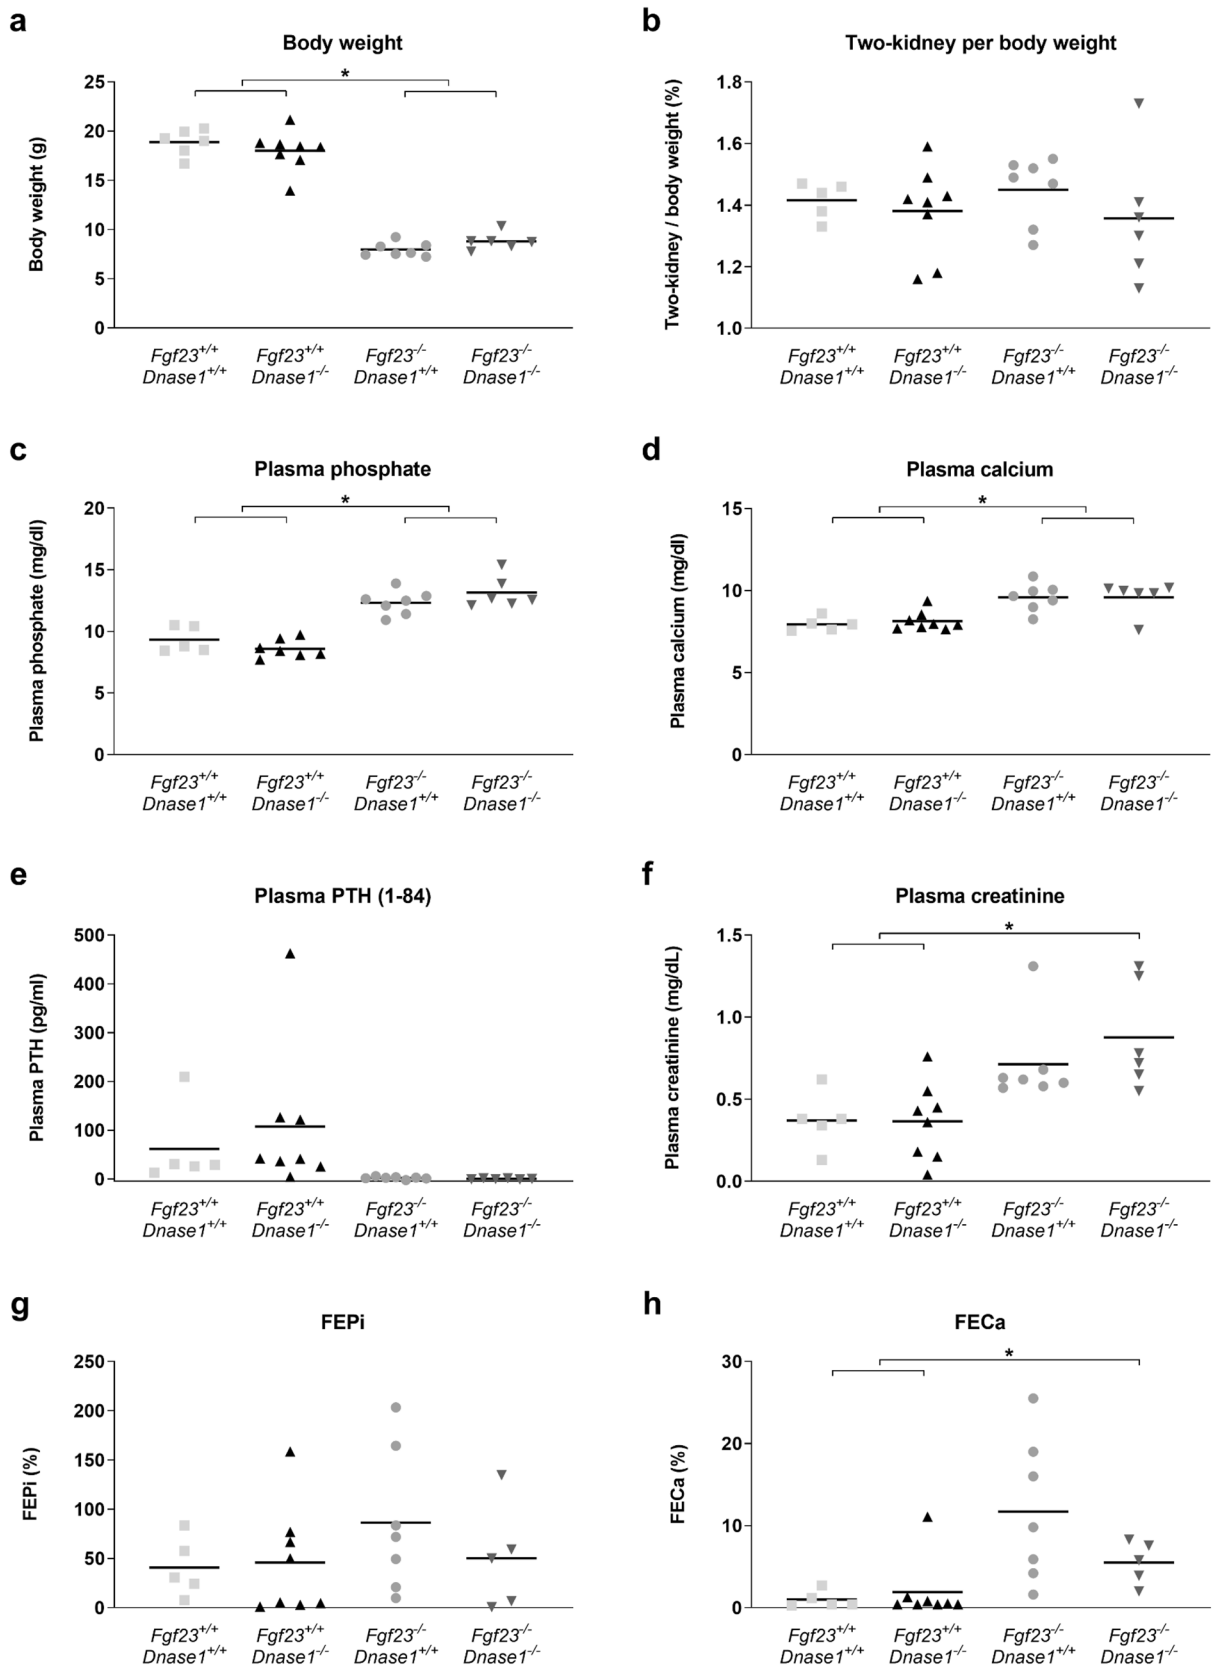 a
Body weight
*
Body weight (g)
25
20
15
10
5
0
Fgf23+/+ Fgf23+/+ Fgf23-/- Fgf23-/-
Dnase1+/+ Dnase1-/- Dnase1+/+ Dnase1-/-
b
Two-kidney per body weight
Two-kidney / body weight (%)
1.8
1.6
1.4
1.2
1.0
Fgf23+/+ Fgf23+/+ Fgf23-/- Fgf23-/-
Dnase1+/+ Dnase1-/- Dnase1+/+ Dnase1-/-
c
Plasma phosphate
*
Plasma phosphate (mg/dl)
20
15
10
5
0
Fgf23+/+ Fgf23+/+ Fgf23-/- Fgf23-/-
Dnase1+/+ Dnase1-/- Dnase1+/+ Dnase1-/-
d
Plasma calcium
*
Plasma calcium (mg/dl)
15
10
5
0
Fgf23+/+ Fgf23+/+ Fgf23-/- Fgf23-/-
Dnase1+/+ Dnase1-/- Dnase1+/+ Dnase1-/-
e
Plasma PTH (1-84)
Plasma PTH (pg/ml)
500
400
300
200
100
0
Fgf23+/+ Fgf23+/+ Fgf23-/- Fgf23-/-
Dnase1+/+ Dnase1-/- Dnase1+/+ Dnase1-/-
f
Plasma creatinine
*
Plasma creatinine (mg/dL)
1.5
1.0
0.5
0.0
Fgf23+/+ Fgf23+/+ Fgf23-/- Fgf23-/-
Dnase1+/+ Dnase1-/- Dnase1+/+ Dnase1-/-
g
FEPi
FEPi (%)
250
200
150
100
50
0
Fgf23+/+ Fgf23+/+ Fgf23-/- Fgf23-/-
Dnase1+/+ Dnase1-/- Dnase1+/+ Dnase1-/-
h
FECa
*
FECa (%)
30
20
10
0
Fgf23+/+ Fgf23+/+ Fgf23-/- Fgf23-/-
Dnase1+/+ Dnase1-/- Dnase1+/+ Dnase1-/-